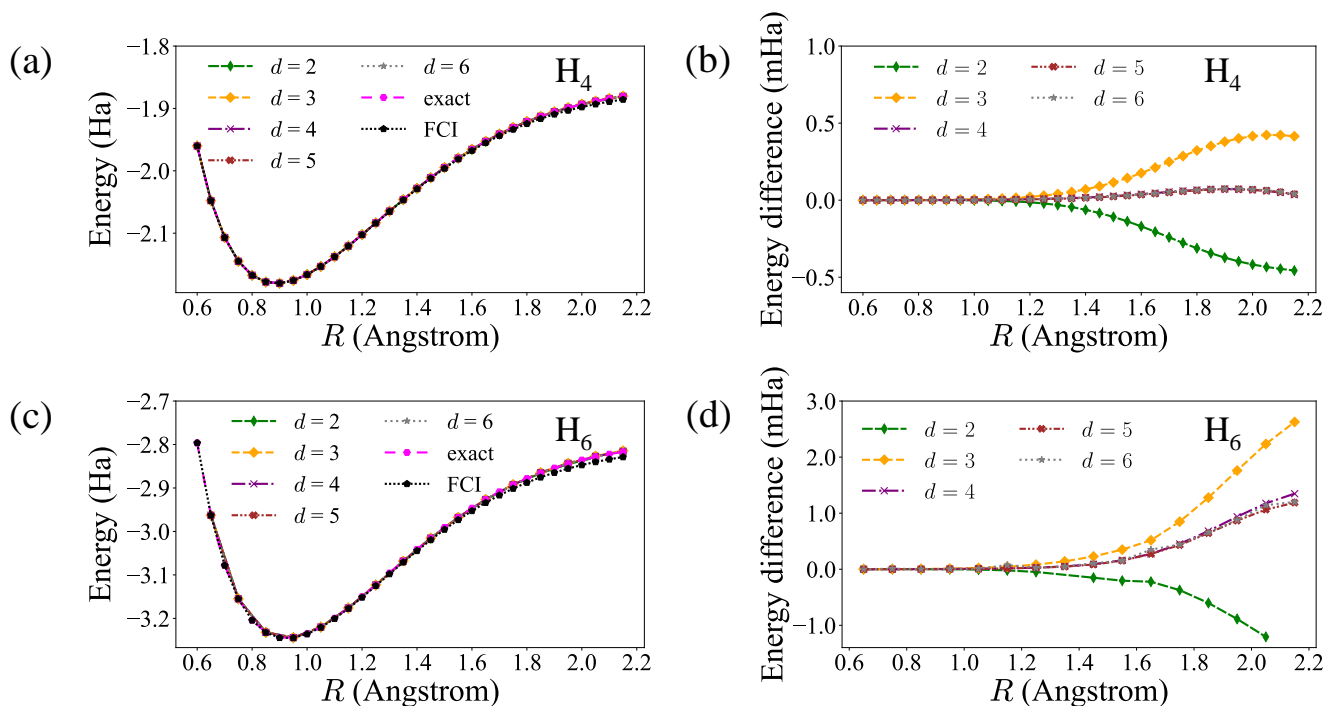 (a)
Energy (Ha)
−1.8
−1.9
−2.0
−2.1
d = 2
d = 3
d = 4
d = 5
d = 6
exact
FCI
H4
0.6 0.8 1.0 1.2 1.4 1.6 1.8 2.0 2.2
R (Angstrom)
(b)
Energy difference (mHa)
1.0
0.5
0.0
−0.5
d = 2
d = 3
d = 4
d = 5
d = 6
H4
0.6 0.8 1.0 1.2 1.4 1.6 1.8 2.0 2.2
R (Angstrom)
(c)
Energy (Ha)
−2.7
−2.8
−2.9
−3.0
−3.1
−3.2
d = 2
d = 3
d = 4
d = 5
d = 6
exact
FCI
H6
0.6 0.8 1.0 1.2 1.4 1.6 1.8 2.0 2.2
R (Angstrom)
(d)
Energy difference (mHa)
3.0
2.0
1.0
0.0
−1.0
d = 2
d = 3
d = 4
d = 5
d = 6
H6
0.6 0.8 1.0 1.2 1.4 1.6 1.8 2.0 2.2
R (Angstrom)